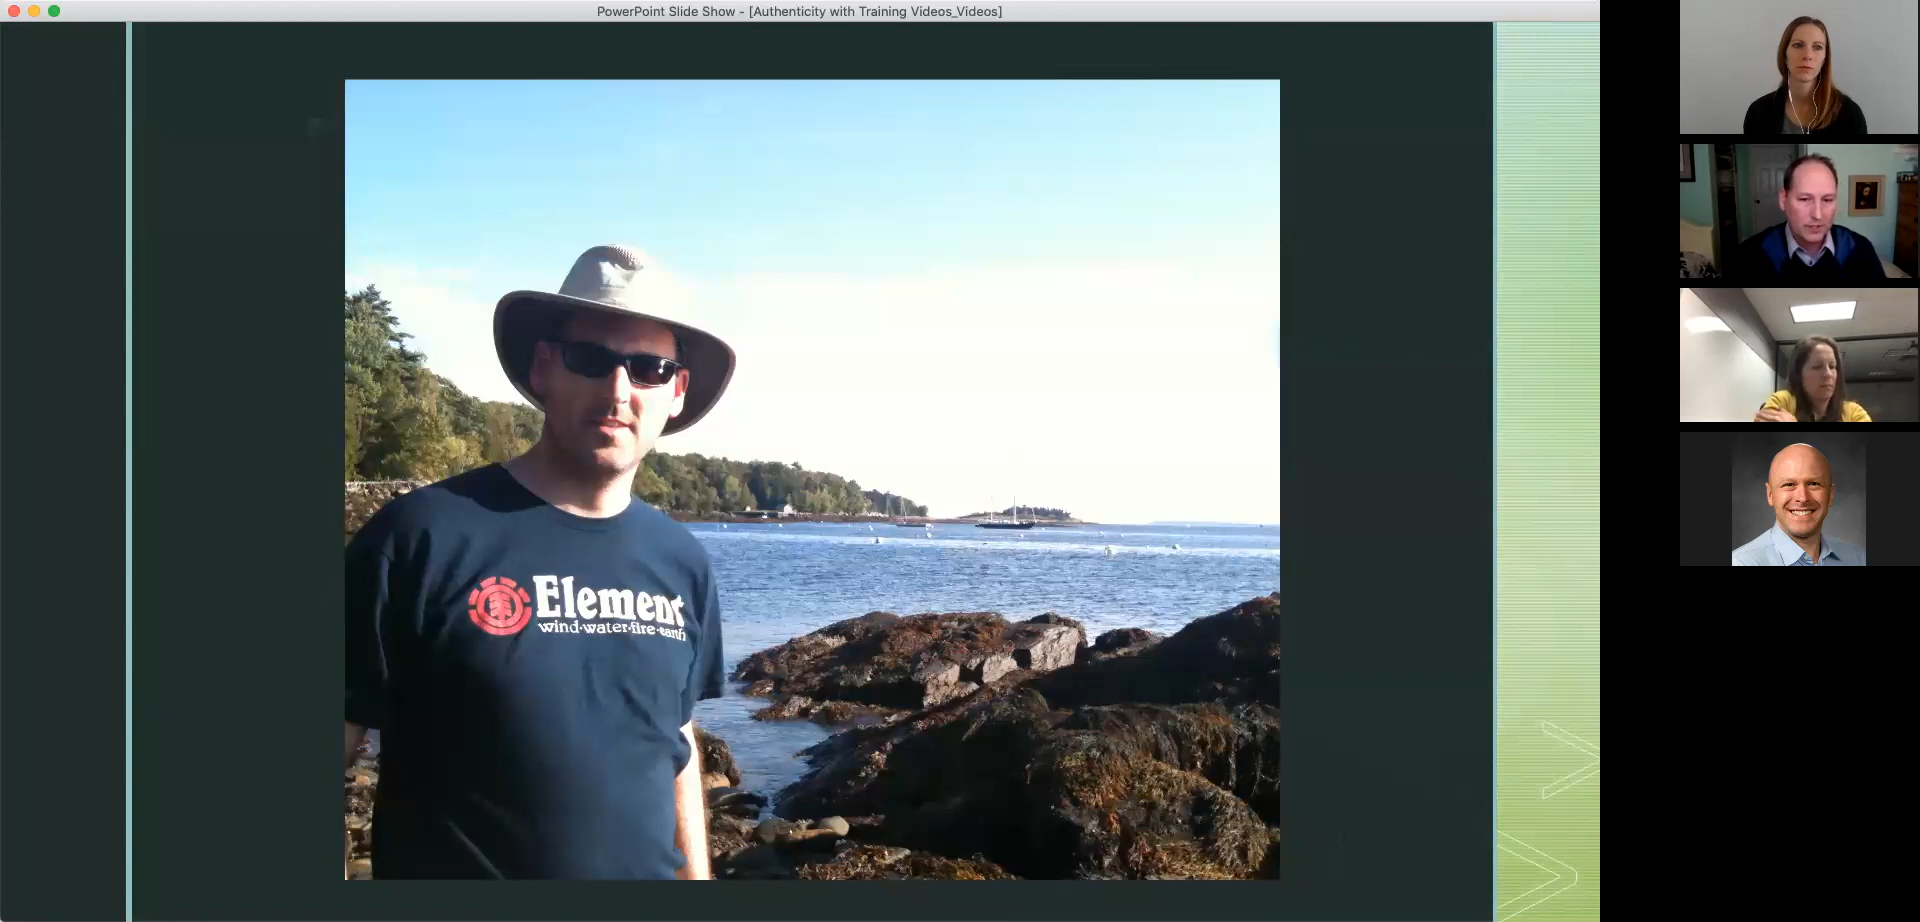 PowerPoint Slide Show - [Authenticity with Training Videos_Videos]
Element
wind·water·fire·earth